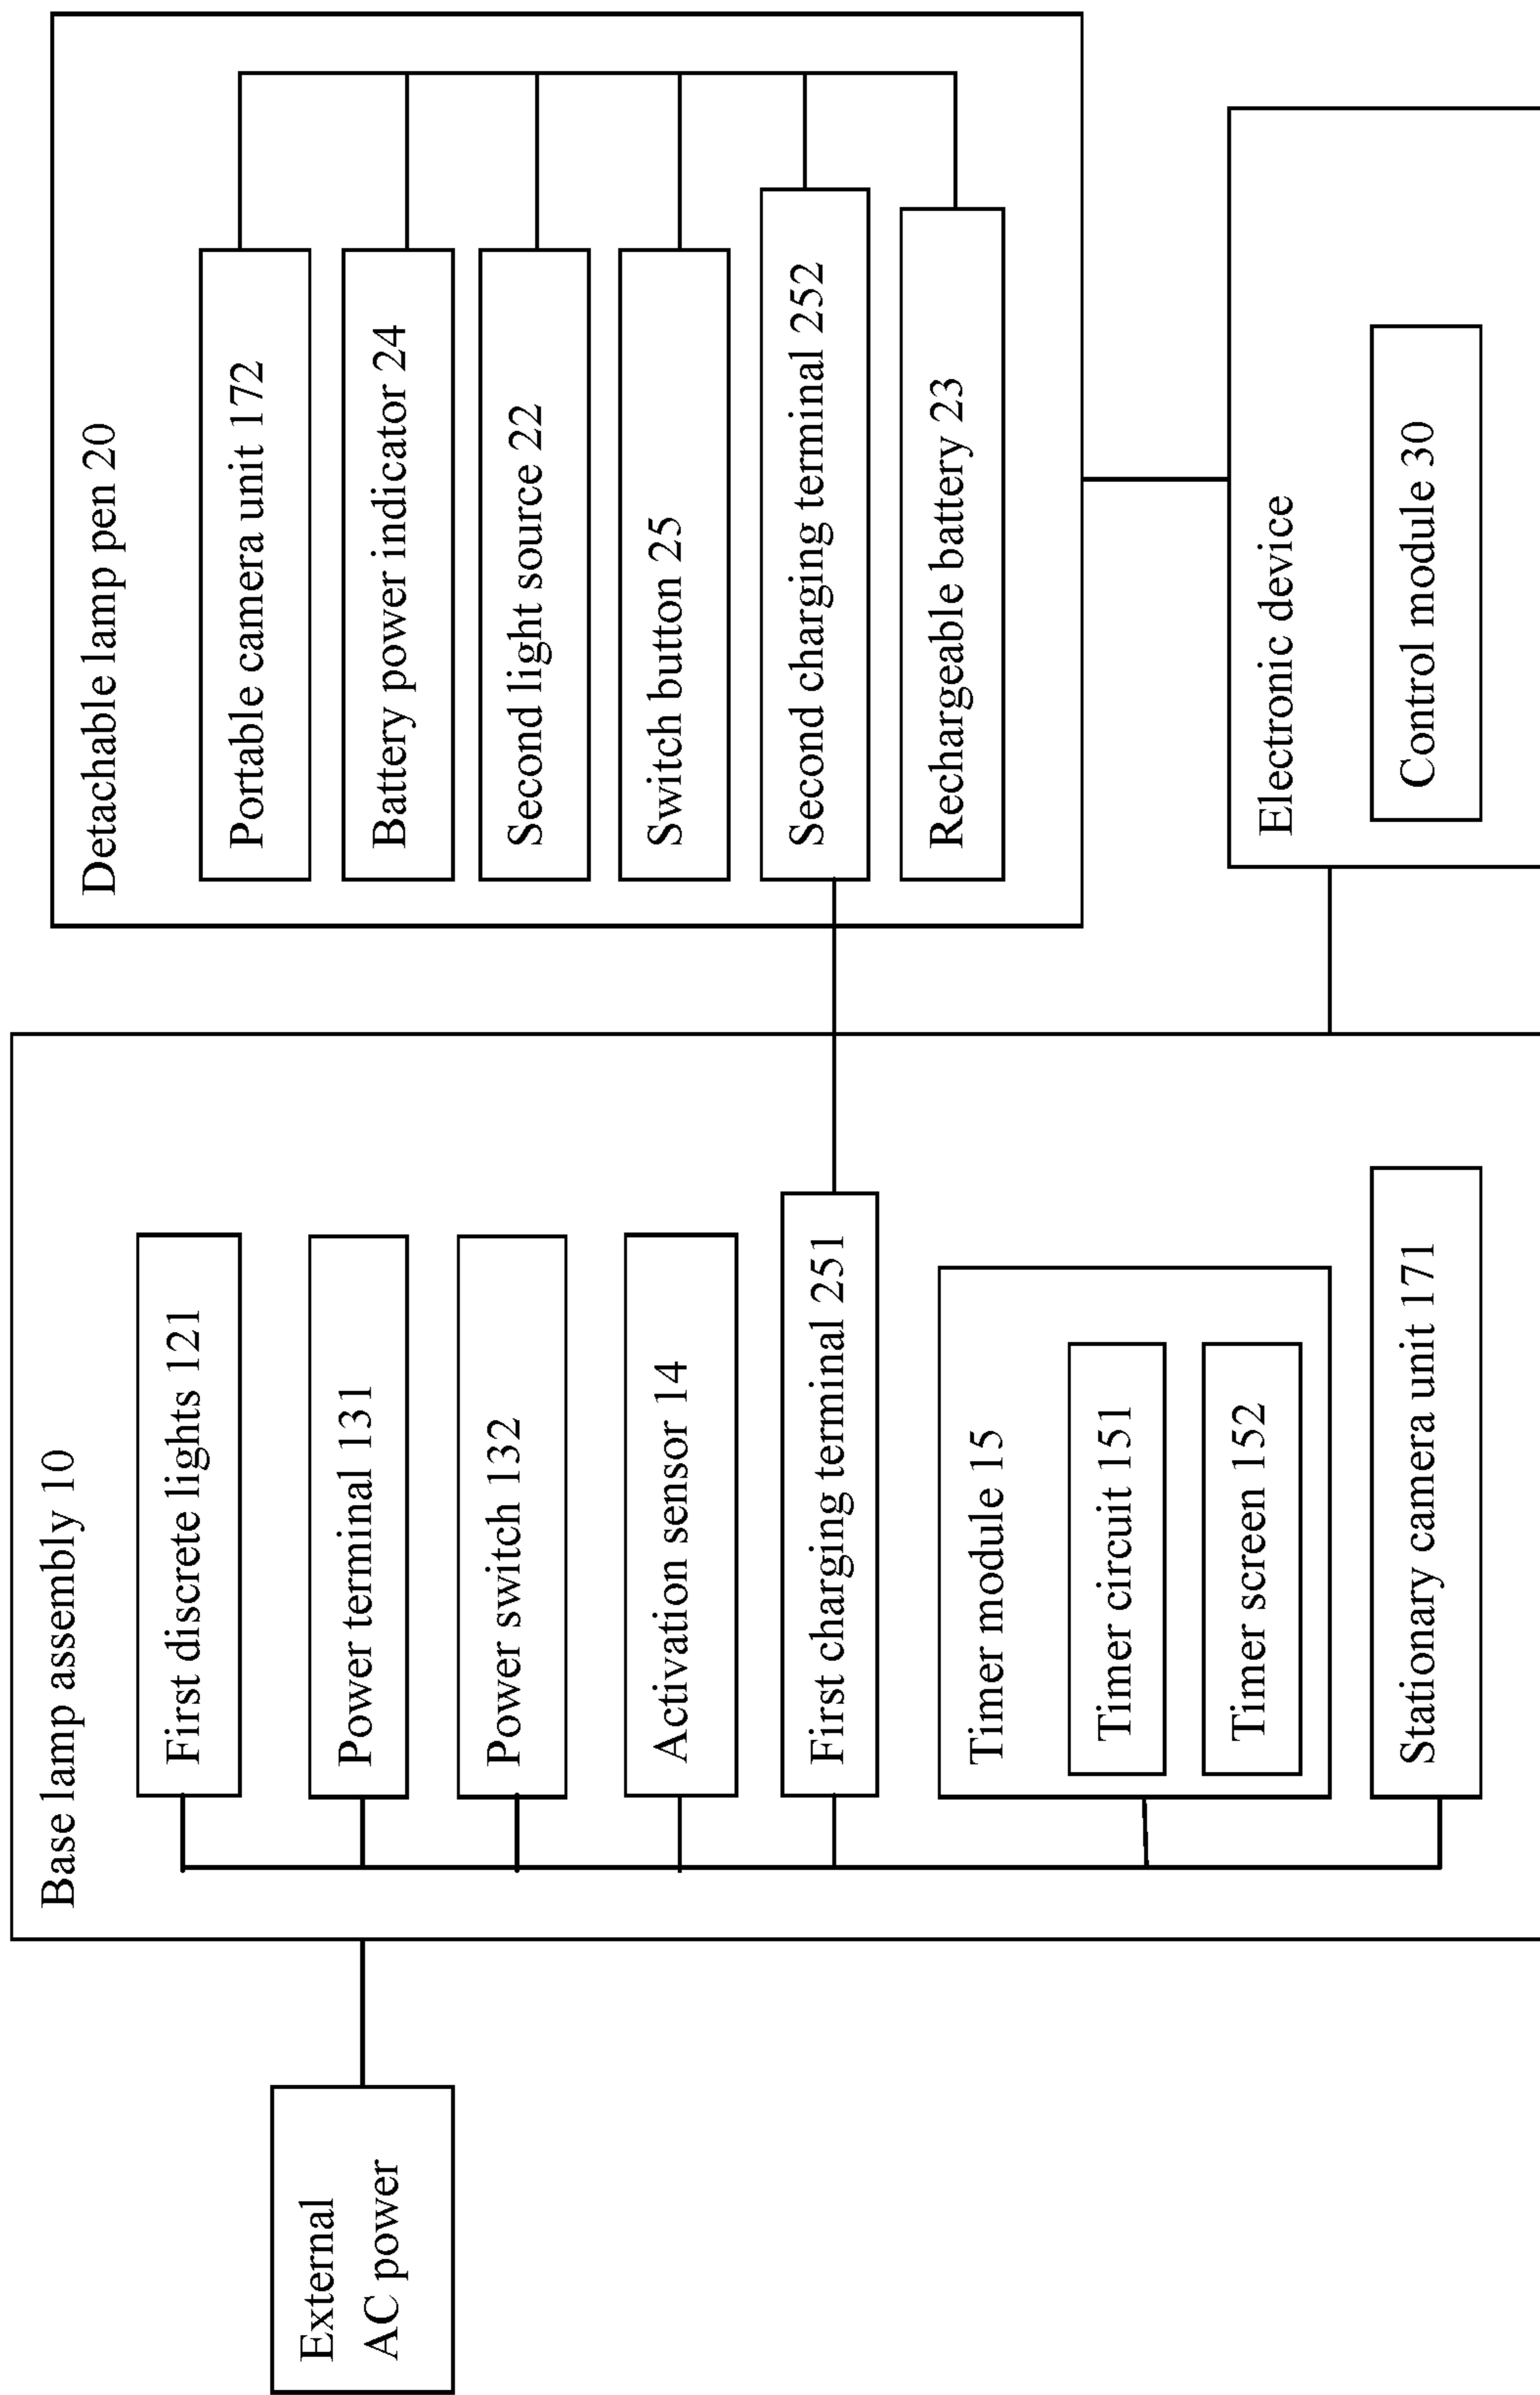 External
AC power
Base lamp assembly 10
First discrete lights 121
Power terminal 131
Power switch 132
Activation sensor 14
First charging terminal 251
Timer module 15
Timer circuit 151
Timer screen 152
Stationary camera unit 171
Detachable lamp pen 20
Portable camera unit 172
Battery power indicator 24
Second light source 22
Switch button 25
Second charging terminal 252
Rechargeable battery 23
Electronic device
Control module 30